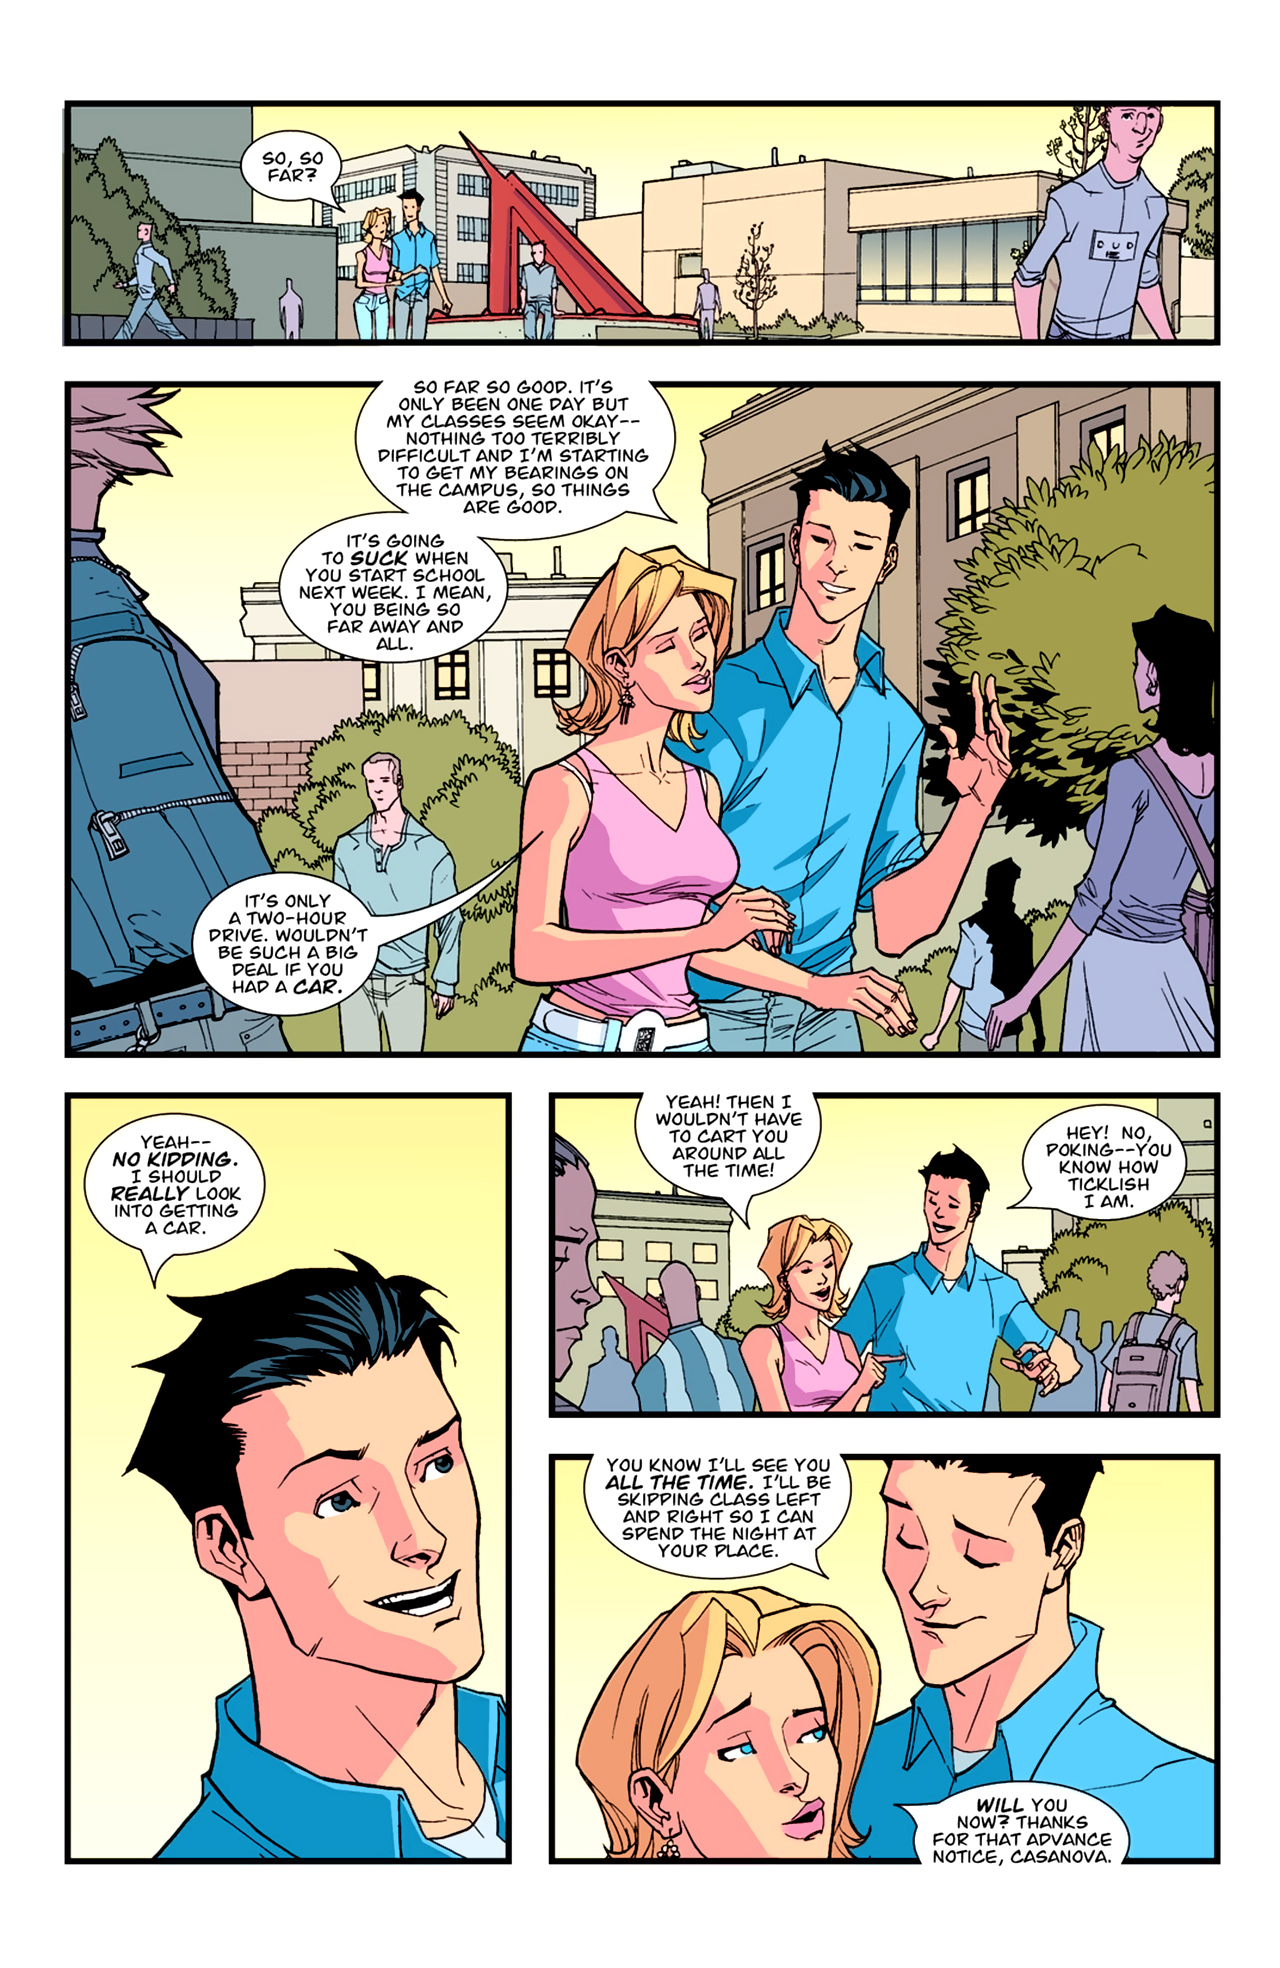 SO, SO
FAR?
D U D
SO FAR SO GOOD. IT'S
ONLY BEEN ONE DAY BUT
MY CLASSES SEEM OKAY--
NOTHING TOO TERRIBLY
DIFFICULT AND I'M STARTING
TO GET MY BEARINGS ON
THE CAMPUS, SO THINGS
ARE GOOD.
IT'S GOING
TO SUCK WHEN
YOU START SCHOOL
NEXT WEEK. I MEAN,
YOU BEING SO
FAR AWAY AND
ALL.
IT'S ONLY
A TWO-HOUR
DRIVE. WOULDN'T
BE SUCH A BIG
DEAL IF YOU
HAD A CAR.
YEAH--
NO KIDDING.
I SHOULD
REALLY LOOK
INTO GETTING
A CAR.
YEAH! THEN I
WOULDN'T HAVE
TO CART YOU
AROUND ALL
THE TIME!
HEY! NO,
POKING--YOU
KNOW HOW
TICKLISH
I AM.
YOU KNOW I'LL SEE YOU
ALL THE TIME. I'LL BE
SKIPPING CLASS LEFT
AND RIGHT SO I CAN
SPEND THE NIGHT AT
YOUR PLACE.
WILL YOU
NOW? THANKS
FOR THAT ADVANCE
NOTICE, CASANOVA.